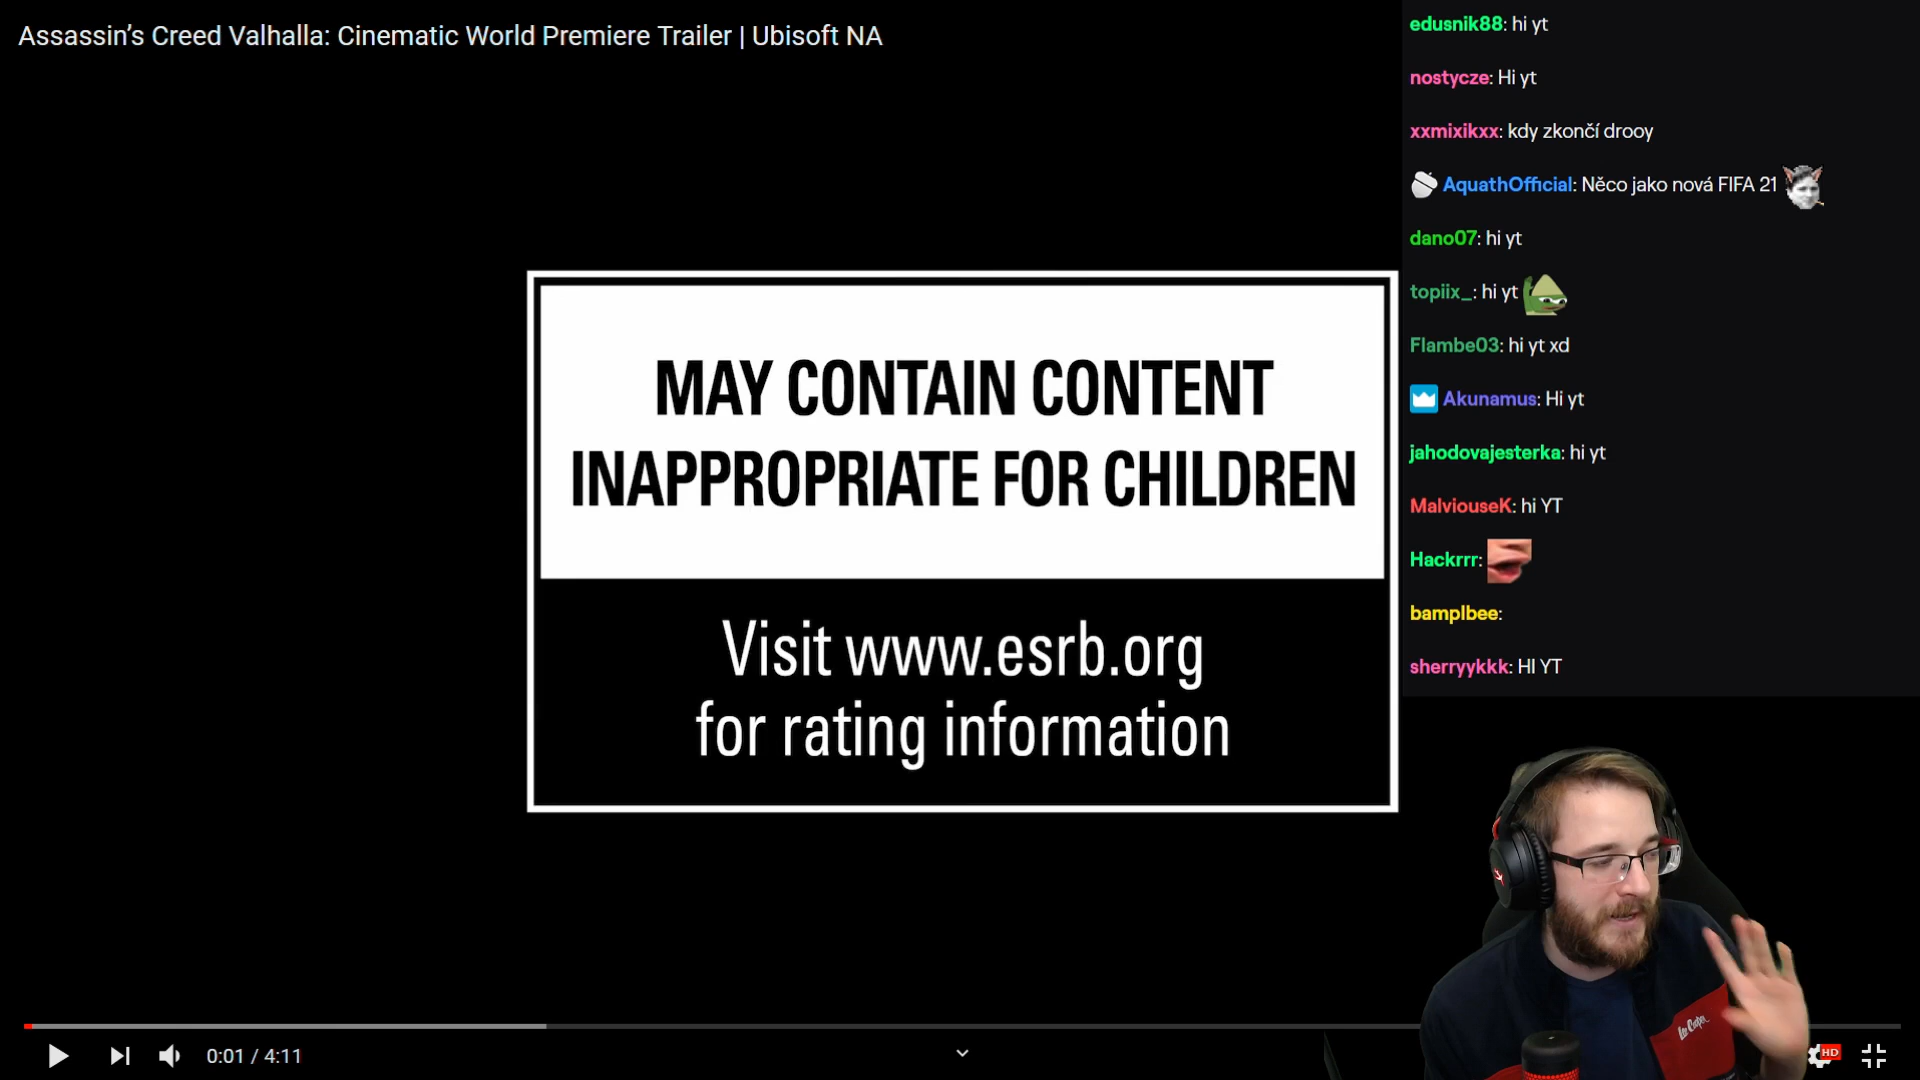 Assassin’s Creed Valhalla: Cinematic World Premiere Trailer | Ubisoft NA
MAY CONTAIN CONTENT
INAPPROPRIATE FOR CHILDREN
Visit www.esrb.org
for rating information
edusnik88: hi yt
nostycze: Hi yt
xxmixikxx: kdy zkončí drooy
AquathOfficial: Něco jako nová FIFA 21
dano07: hi yt
topiix_: hi yt
Flambe03: hi yt xd
Akunamus: Hi yt
jahodovajesterka: hi yt
MalviouseK: hi YT
Hackrrr:
bamplbee:
sherryykkk: HI YT
Lee Cooper
0:01 / 4:11
HD